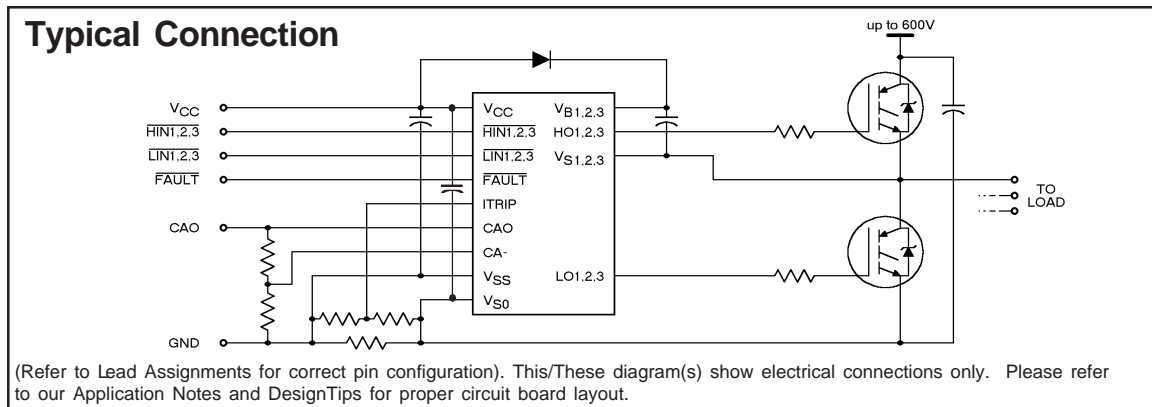 Typical Connection
up to 600V
VCC
HIN1,2,3
LIN1,2,3
FAULT
CAO
GND
VCC
HIN1,2,3
LIN1,2,3
FAULT
ITRIP
CAO
CA-
VSS
VS0
VB1,2,3
HO1,2,3
VS1,2,3
LO1,2,3
TO
LOAD
(Refer to Lead Assignments for correct pin configuration). This/These diagram(s) show electrical connections only. Please refer
to our Application Notes and DesignTips for proper circuit board layout.